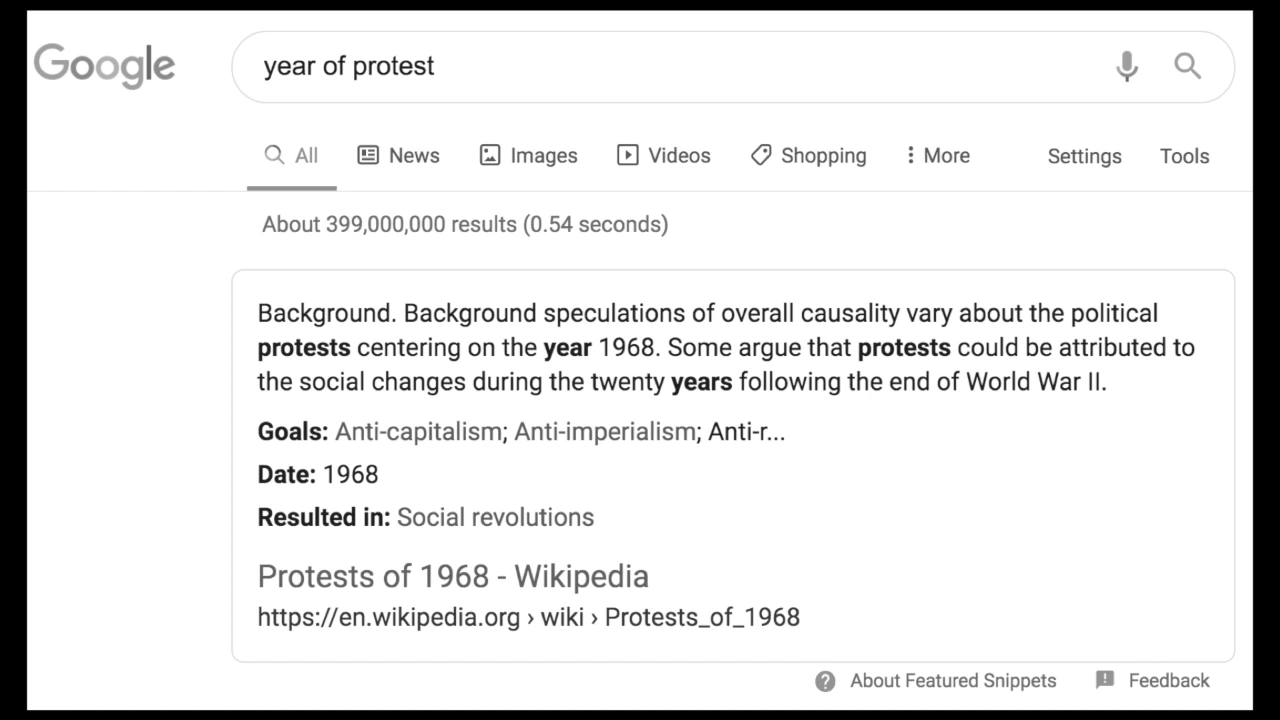 Google
year of protest
All News Images Videos Shopping More Settings Tools
About 399,000,000 results (0.54 seconds)
Background. Background speculations of overall causality vary about the political
protests centering on the year 1968. Some argue that protests could be attributed to
the social changes during the twenty years following the end of World War II.
Goals: Anti-capitalism; Anti-imperialism; Anti-r...
Date: 1968
Resulted in: Social revolutions
Protests of 1968 - Wikipedia
https://en.wikipedia.org › wiki › Protests_of_1968
About Featured Snippets Feedback